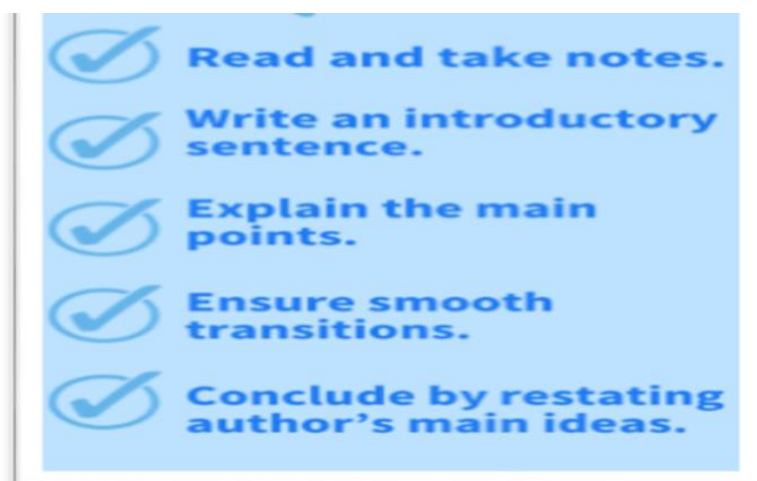 Read and take notes.
Write an introductory
sentence.
Explain the main
points.
Ensure smooth
transitions.
Conclude by restating
author’s main ideas.